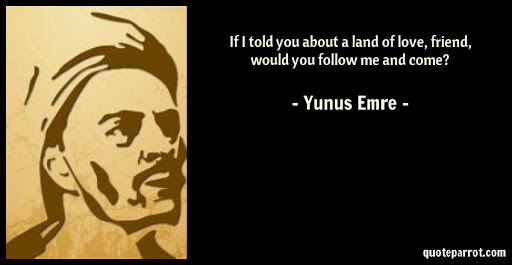 If I told you about a land of love, friend,
would you follow me and come?
- Yunus Emre -
quoteparrot.com